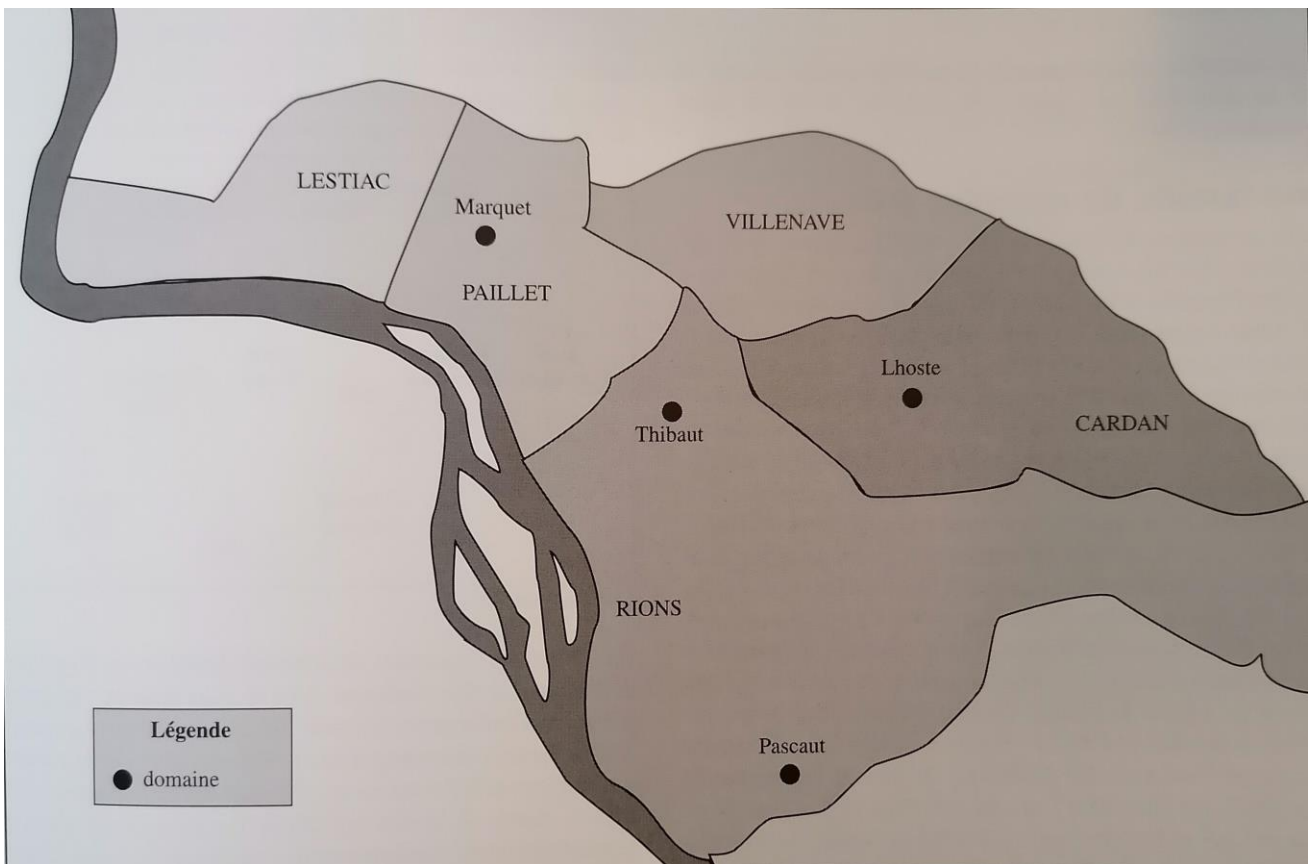 LESTIAC
Marquet
VILLENAVE
PAILLET
Lhoste
CARDAN
Thibaut
RIONS
Pascaut
Légende
domaine